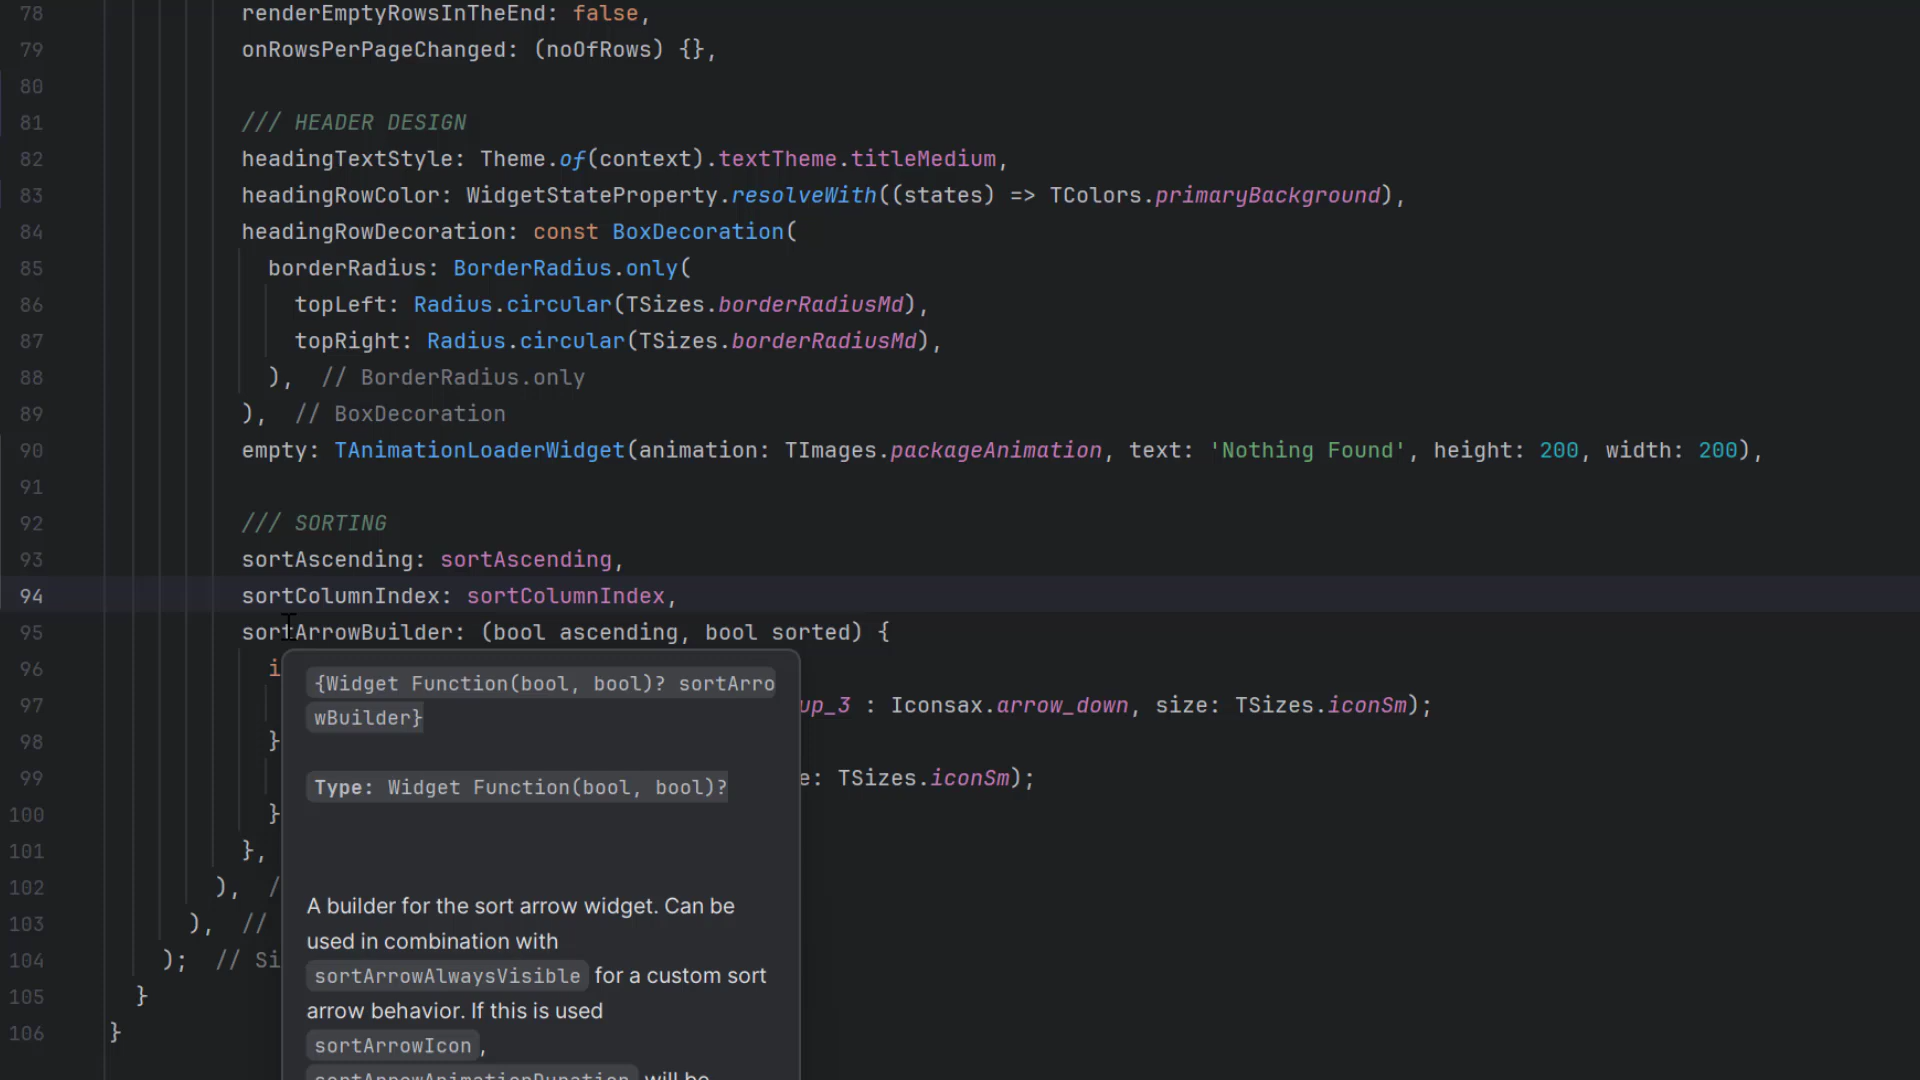 78 renderEmptyRowsInTheEnd: false,
79 onRowsPerPageChanged: (noOfRows) {},
80
81 /// HEADER DESIGN
82 headingTextStyle: Theme.of(context).textTheme.titleMedium,
83 headingRowColor: WidgetStateProperty.resolveWith((states) => TColors.primaryBackground),
84 headingRowDecoration: const BoxDecoration(
85 borderRadius: BorderRadius.only(
86 topLeft: Radius.circular(TSizes.borderRadiusMd),
87 topRight: Radius.circular(TSizes.borderRadiusMd),
88 ), // BorderRadius.only
89 ), // BoxDecoration
90 empty: TAnimationLoaderWidget(animation: TImages.packageAnimation, text: 'Nothing Found', height: 200, width: 200),
91
92 /// SORTING
93 sortAscending: sortAscending,
94 sortColumnIndex: sortColumnIndex,
95 sortArrowBuilder: (bool ascending, bool sorted) {
96 i
97 up_3 : Iconsax.arrow_down, size: TSizes.iconSm);
98 }
99 e: TSizes.iconSm);
100 }
101 },
102 ), /
103 ), //
104 ); // Si
105 }
106 }
{Widget Function(bool, bool)? sortArro
wBuilder}
Type: Widget Function(bool, bool)?
A builder for the sort arrow widget. Can be
used in combination with
sortArrowAlwaysVisible for a custom sort
arrow behavior. If this is used
sortArrowIcon ,
sortArrowAnimationDuration will be